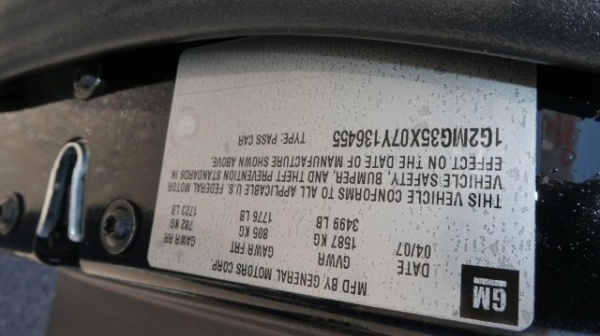 MFD BY GENERAL MOTORS CORP
DATE GVWR GAWR FRT GAWR RR
04/07 1587 KG 805 KG 782 KG
3499 LB 1776 LB 1723 LB
THIS VEHICLE CONFORMS TO ALL APPLICABLE U.S. FEDERAL MOTOR
VEHICLE SAFETY, BUMPER, AND THEFT PREVENTION STANDARDS IN
EFFECT ON THE DATE OF MANUFACTURE SHOWN ABOVE
1G2MG35X07Y136455 TYPE: PASS CAR
GM